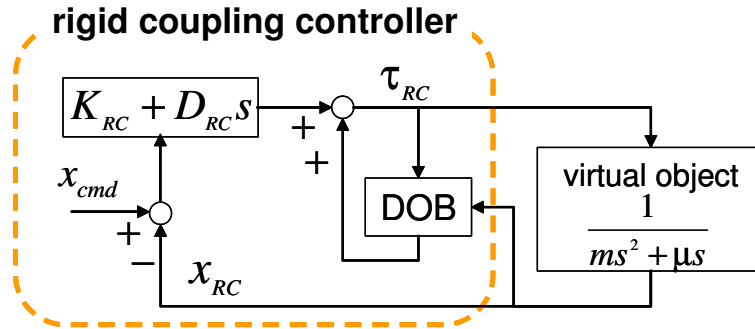 rigid coupling controller
τ_RC
K_RC + D_RC s
+
+
virtual object
x_cmd
DOB
1
ms² + μs
+
−
x_RC